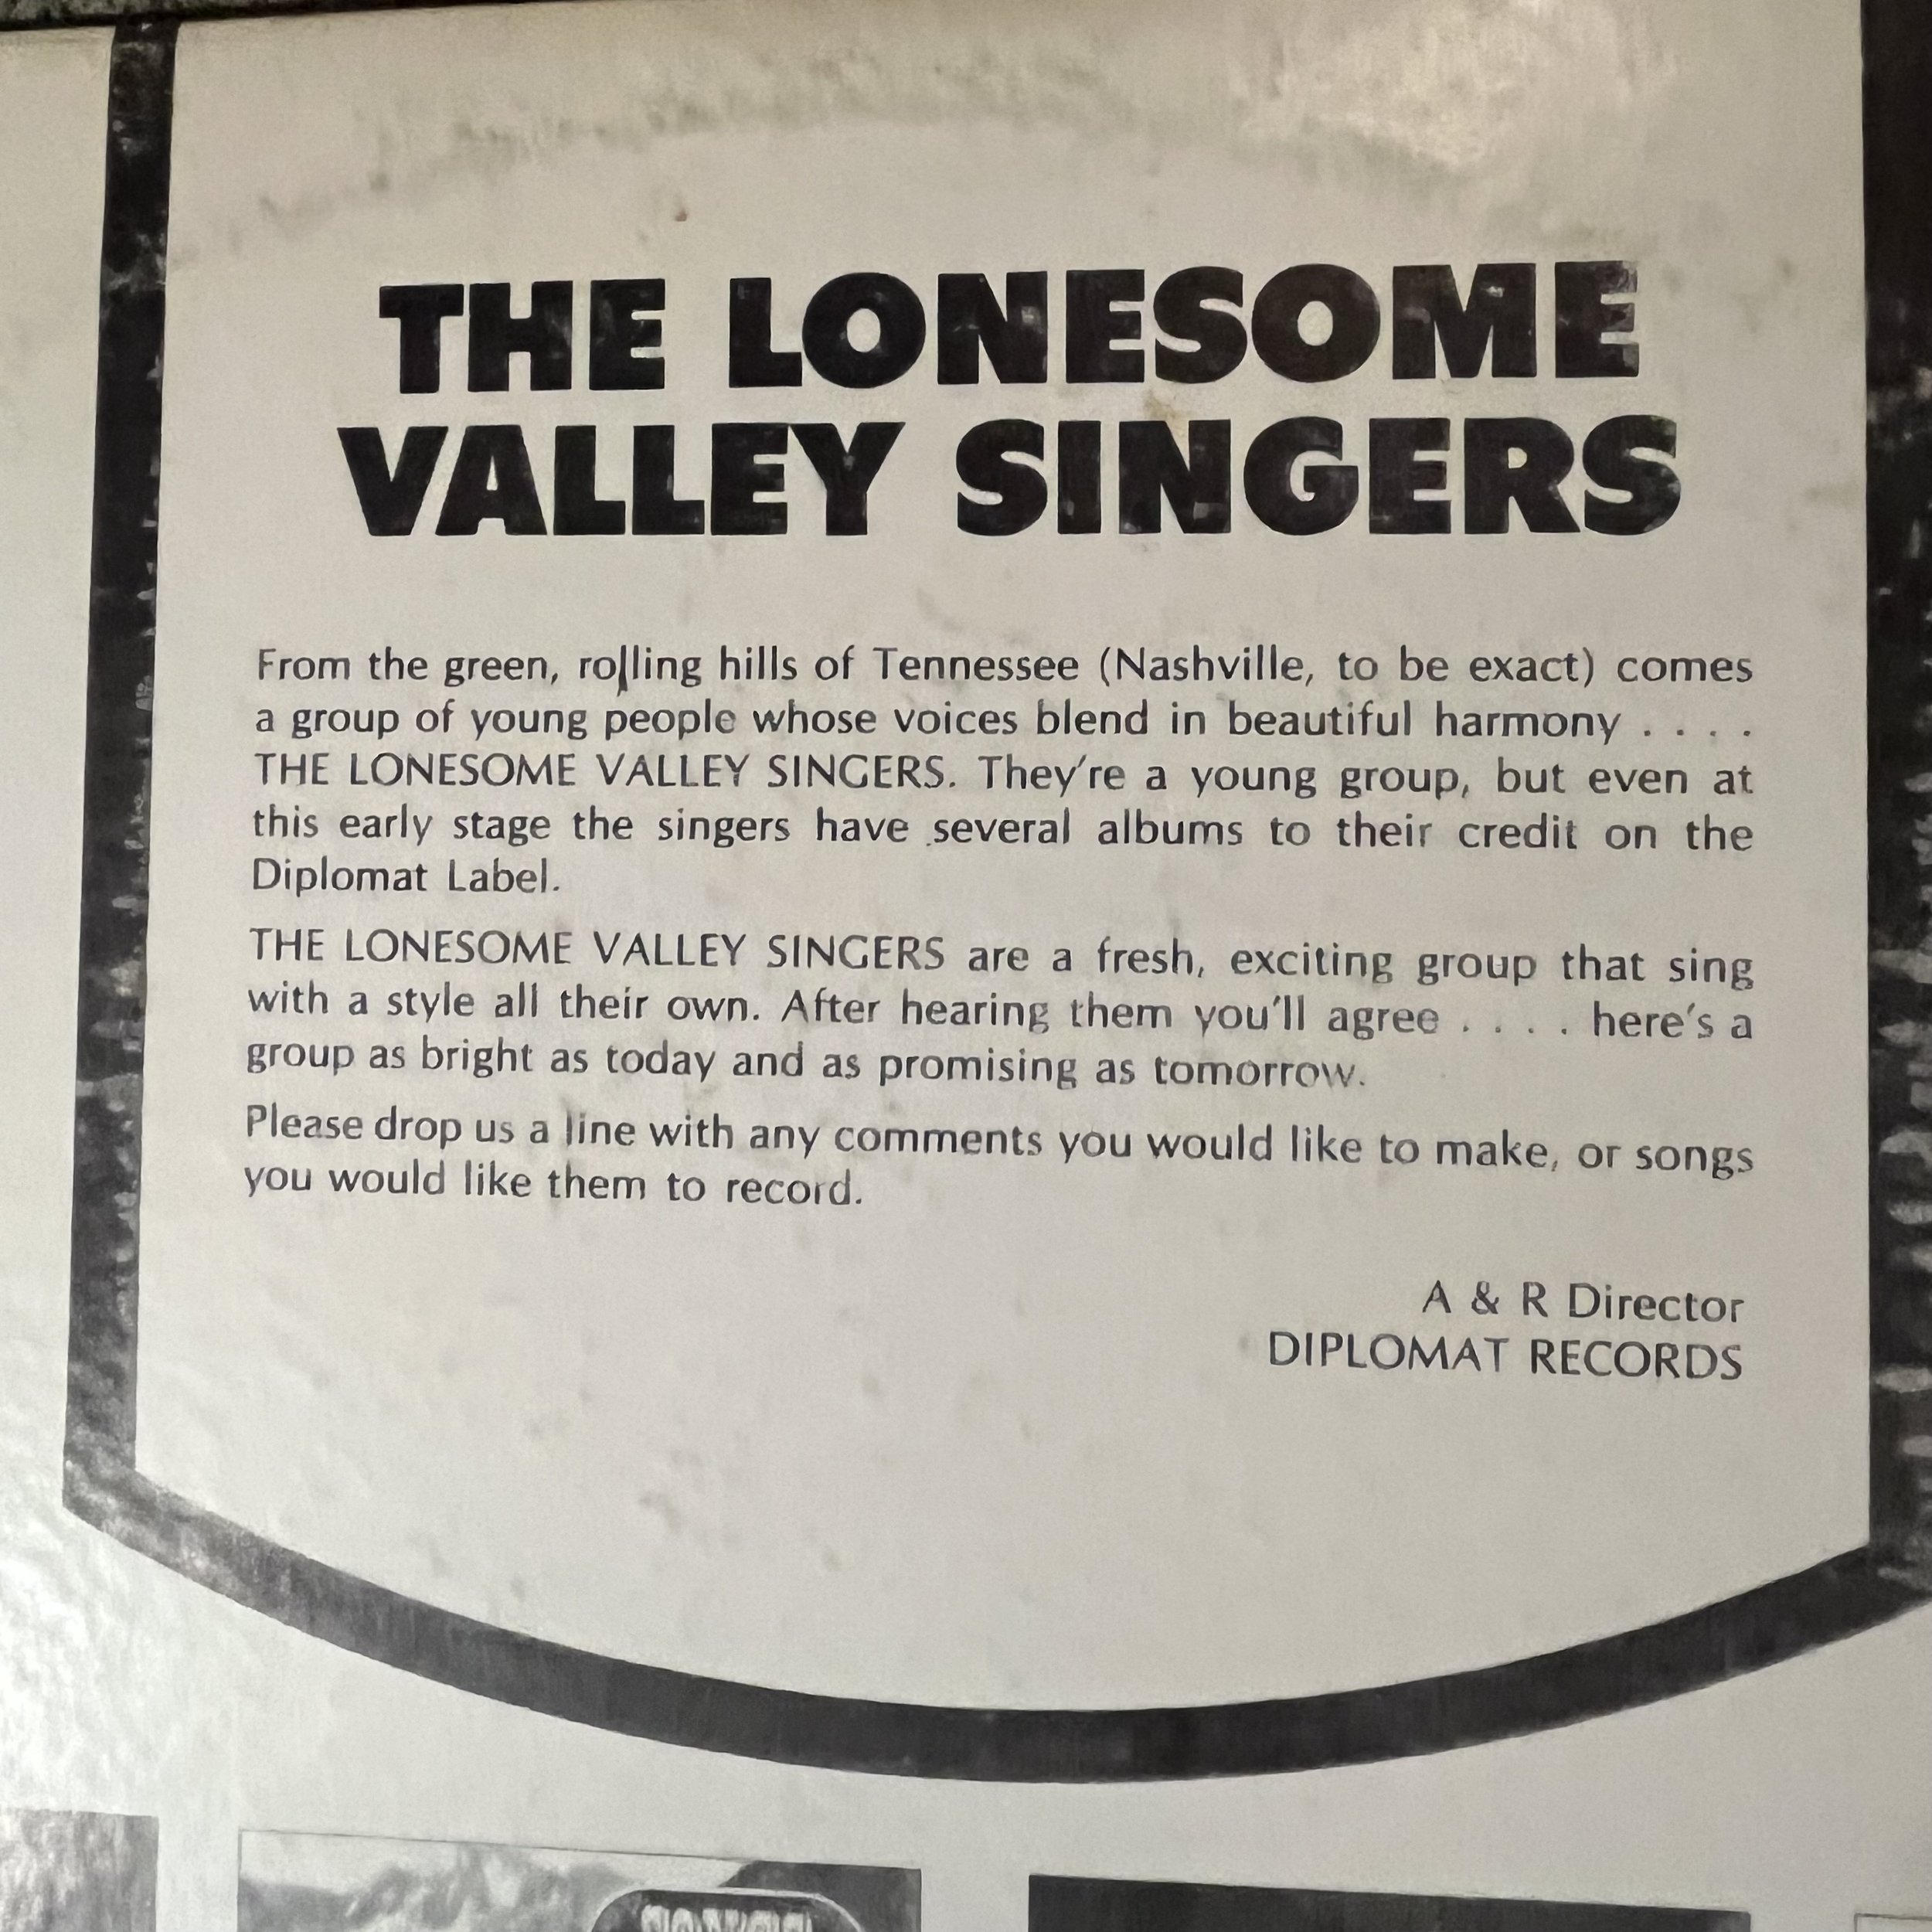 THE LONESOME
VALLEY SINGERS
From the green, rolling hills of Tennessee (Nashville, to be exact) comes
a group of young people whose voices blend in beautiful harmony . . . .
THE LONESOME VALLEY SINGERS. They're a young group, but even at
this early stage the singers have several albums to their credit on the
Diplomat Label.
THE LONESOME VALLEY SINGERS are a fresh, exciting group that sing
with a style all their own. After hearing them you'll agree . . . . here's a
group as bright as today and as promising as tomorrow.
Please drop us a line with any comments you would like to make, or songs
you would like them to record.
A & R Director
DIPLOMAT RECORDS